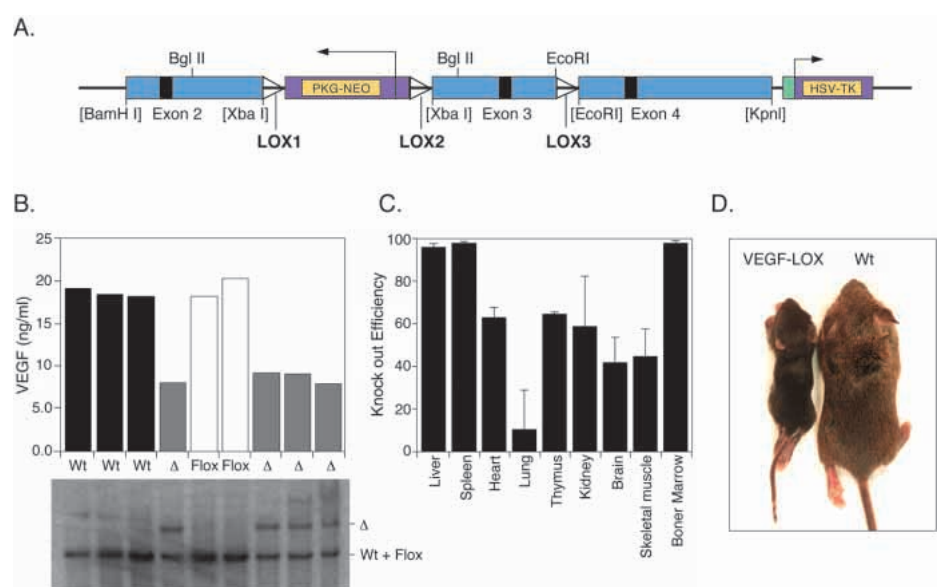 A.
Bgl II
Bgl II
EcoRI
PKG-NEO
HSV-TK
[BamH I] Exon 2 [Xba I] [Xba I] Exon 3 [EcoRI] Exon 4 [KpnI]
LOX1 LOX2 LOX3
B.
25
20
15
10
5.0
0.0
VEGF (ng/ml)
Wt Wt Wt Δ Flox Flox Δ Δ Δ
Δ
Wt + Flox
C.
100
80
60
40
20
0
Knock out Efficiency
Liver
Spleen
Heart
Lung
Thymus
Kidney
Brain
Skeletal muscle
Boner Marrow
D.
VEGF-LOX Wt